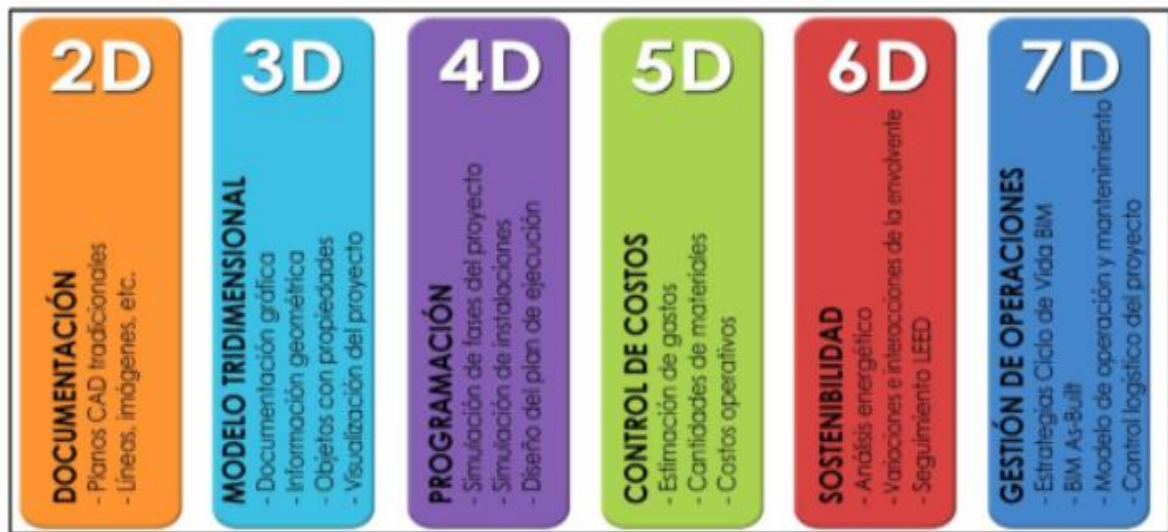 2D
DOCUMENTACIÓN
- Planos CAD tradicionales
- Líneas, imágenes, etc.
3D
MODELO TRIDIMENSIONAL
- Documentación gráfica
- Información geométrica
- Objetos con propiedades
- Visualización del proyecto
4D
PROGRAMACIÓN
- Simulación de fases del proyecto
- Simulación de instalaciones
- Diseño del plan de ejecución
5D
CONTROL DE COSTOS
- Estimación de gastos
- Cantidades de materiales
- Costos operativos
6D
SOSTENIBILIDAD
- Análisis energético
- Variaciones e interacciones de la envolvente
- Seguimiento LEED
7D
GESTIÓN DE OPERACIONES
- Estrategias Ciclo de Vida BIM
- BIM As-Built
- Modelo de operación y mantenimiento
- Control logístico del proyecto